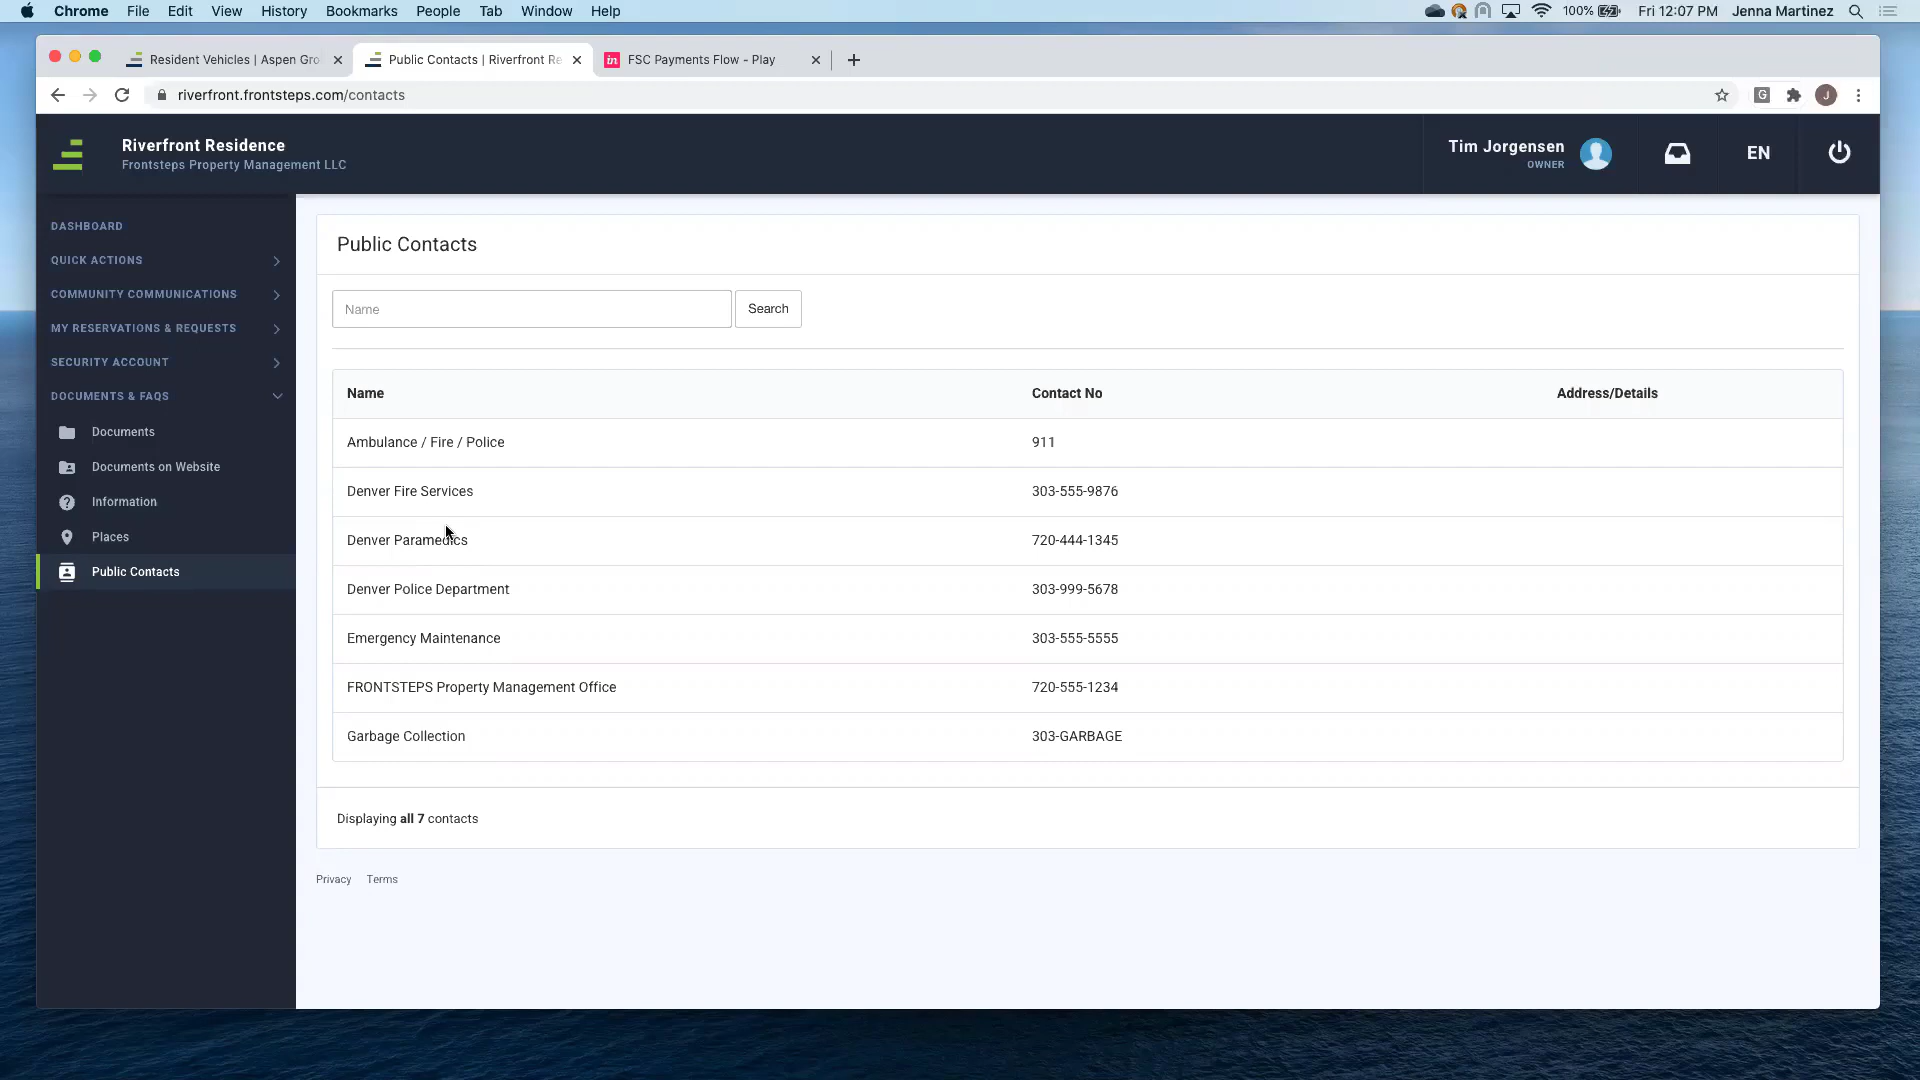 Chrome File Edit View History Bookmarks People Tab Window Help 100% Fri 12:07 PM Jenna Martinez
Resident Vehicles | Aspen Gro Public Contacts | Riverfront Re in FSC Payments Flow - Play
riverfront.frontsteps.com/contacts G J
Riverfront Residence
Frontsteps Property Management LLC
Tim Jorgensen
OWNER
EN
DASHBOARD
QUICK ACTIONS
COMMUNITY COMMUNICATIONS
MY RESERVATIONS & REQUESTS
SECURITY ACCOUNT
DOCUMENTS & FAQS
Documents
Documents on Website
Information
Places
Public Contacts
Public Contacts
Name Search
Name Contact No Address/Details
Ambulance / Fire / Police 911
Denver Fire Services 303-555-9876
Denver Paramedics 720-444-1345
Denver Police Department 303-999-5678
Emergency Maintenance 303-555-5555
FRONTSTEPS Property Management Office 720-555-1234
Garbage Collection 303-GARBAGE
Displaying all 7 contacts
Privacy Terms